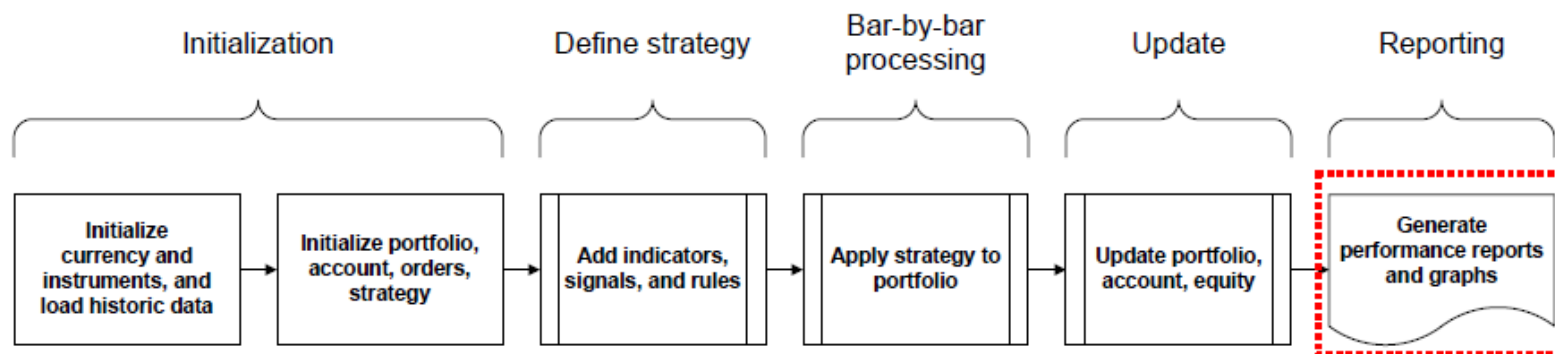 Initialization
Define strategy
Bar-by-bar
processing
Update
Reporting
Initialize
currency and
instruments, and
load historic data
Initialize portfolio,
account, orders,
strategy
Add indicators,
signals, and rules
Apply strategy to
portfolio
Update portfolio,
account, equity
Generate
performance reports
and graphs